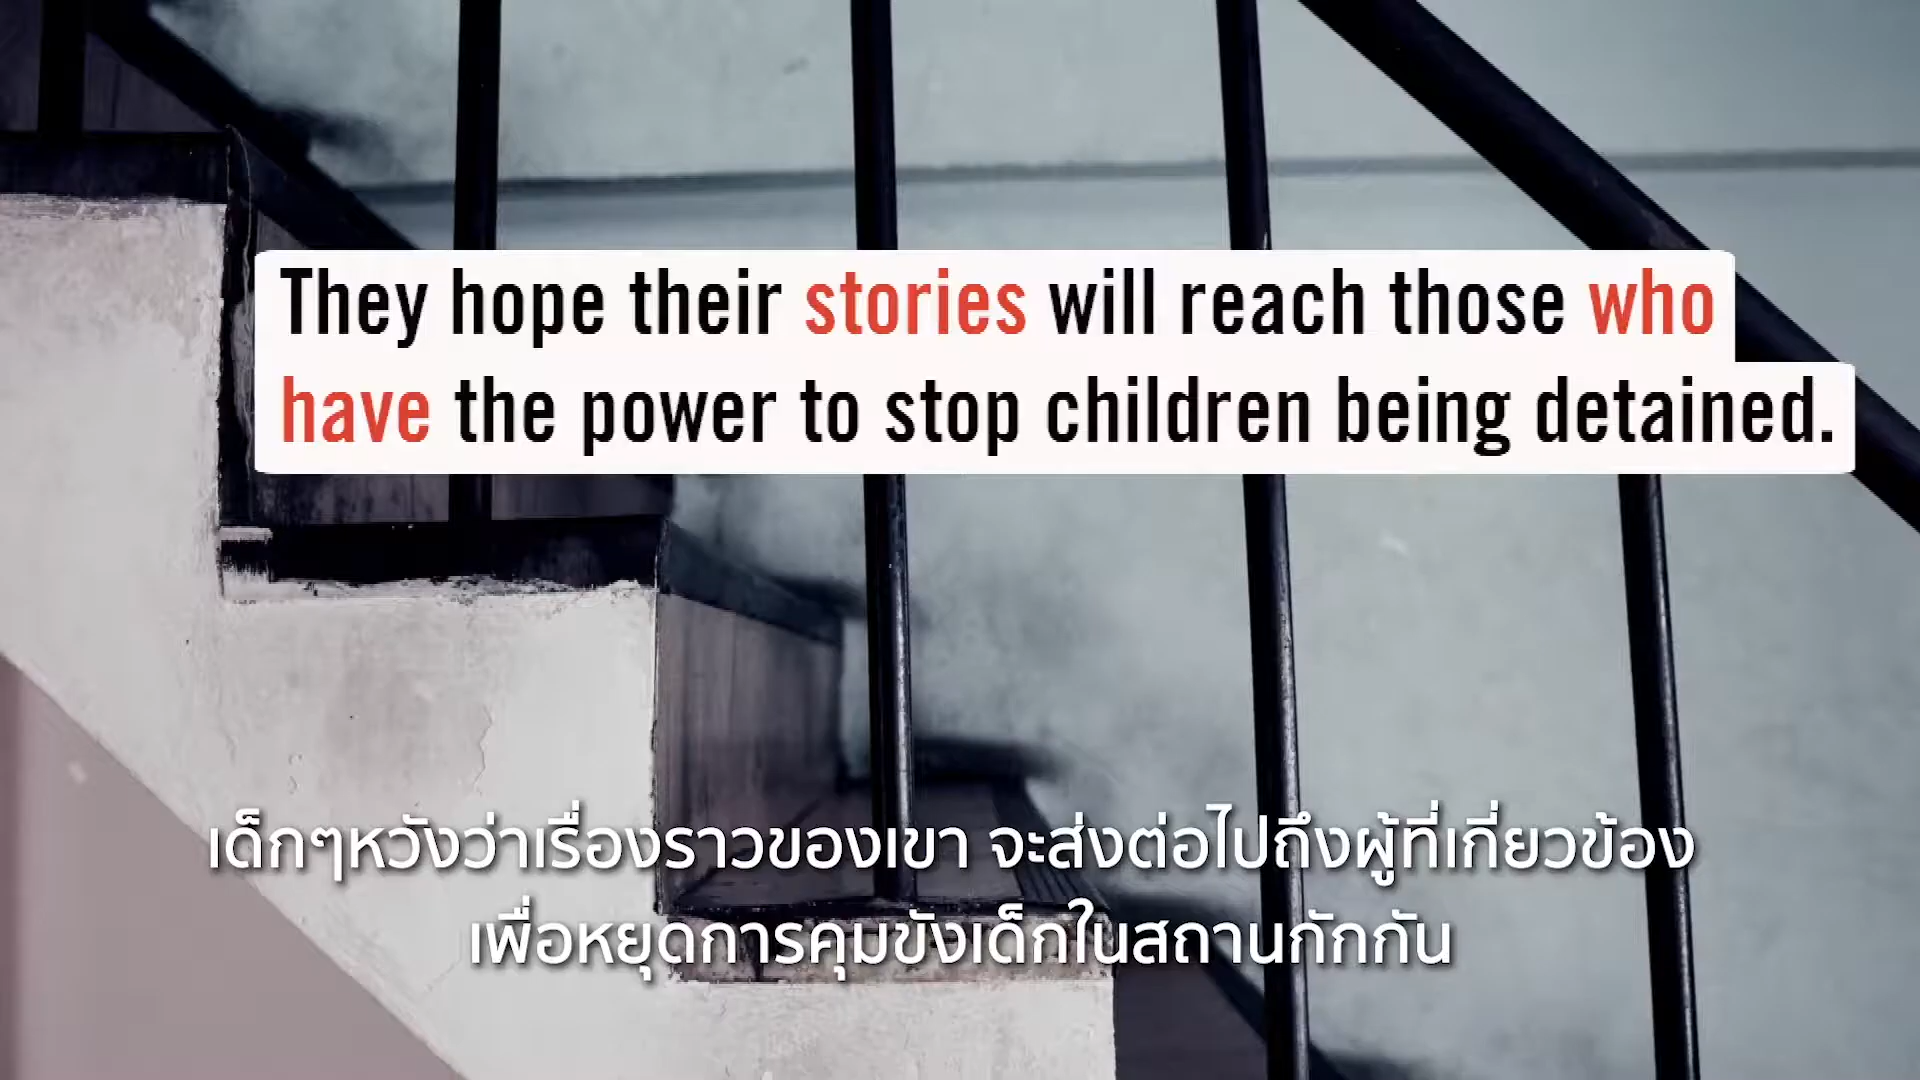 They hope their stories will reach those who
have the power to stop children being detained.
เด็กๆหวังว่าเรื่องราวของเขา จะส่งต่อไปถึงผู้ที่เกี่ยวข้อง
เพื่อหยุดการคุมขังเด็กในสถานกักกัน